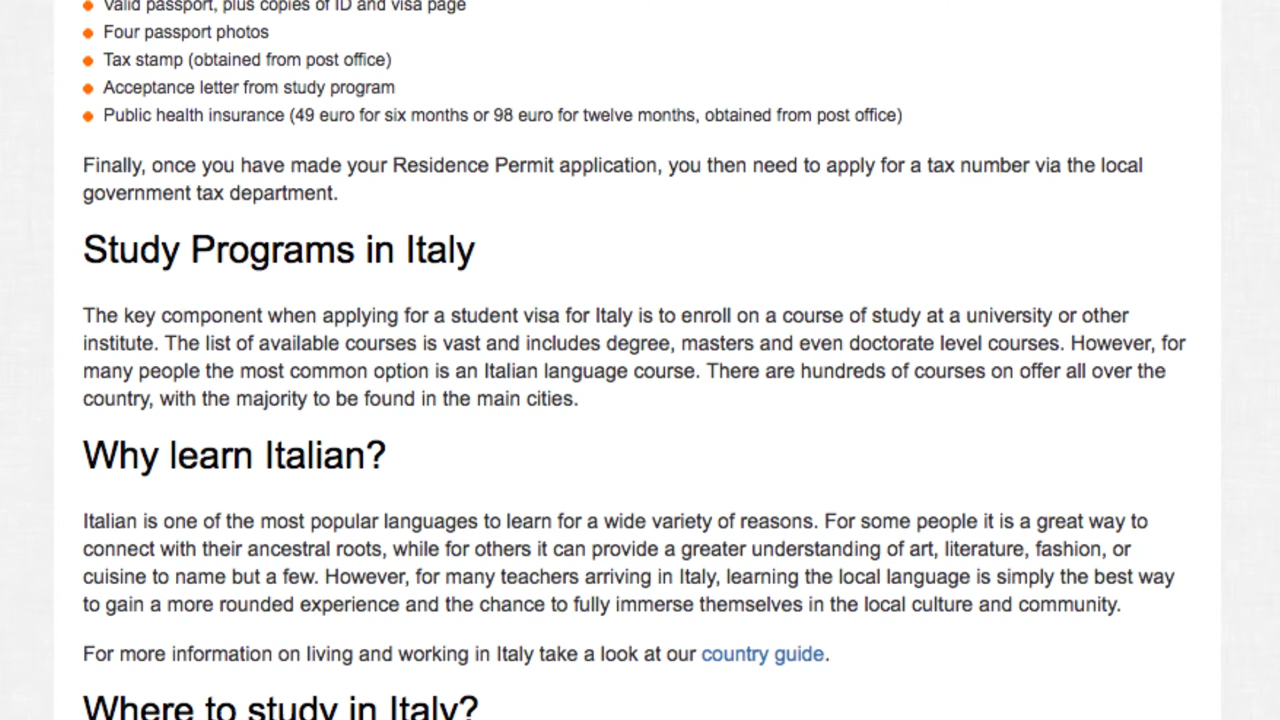 Valid passport, plus copies of ID and visa page
Four passport photos
Tax stamp (obtained from post office)
Acceptance letter from study program
Public health insurance (49 euro for six months or 98 euro for twelve months, obtained from post office)
Finally, once you have made your Residence Permit application, you then need to apply for a tax number via the local
government tax department.
Study Programs in Italy
The key component when applying for a student visa for Italy is to enroll on a course of study at a university or other
institute. The list of available courses is vast and includes degree, masters and even doctorate level courses. However, for
many people the most common option is an Italian language course. There are hundreds of courses on offer all over the
country, with the majority to be found in the main cities.
Why learn Italian?
Italian is one of the most popular languages to learn for a wide variety of reasons. For some people it is a great way to
connect with their ancestral roots, while for others it can provide a greater understanding of art, literature, fashion, or
cuisine to name but a few. However, for many teachers arriving in Italy, learning the local language is simply the best way
to gain a more rounded experience and the chance to fully immerse themselves in the local culture and community.
For more information on living and working in Italy take a look at our country guide.
Where to study in Italy?